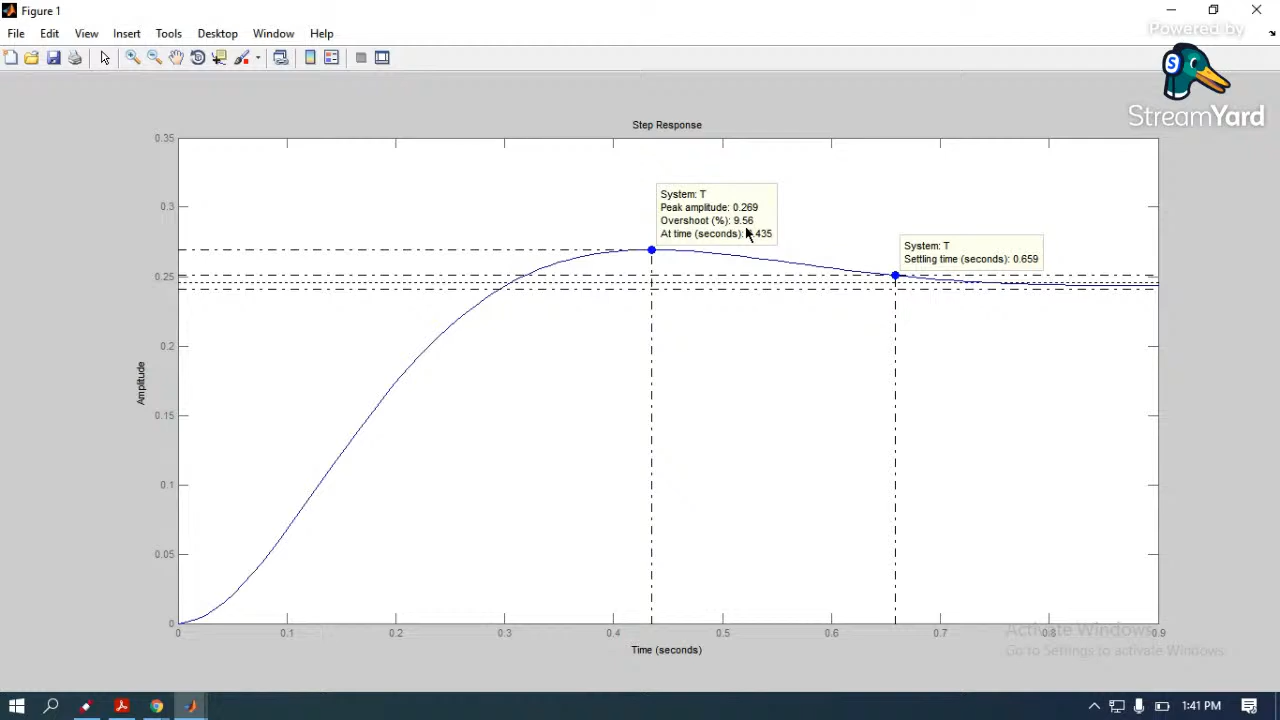 Figure 1
Powered by
File Edit View Insert Tools Desktop Window Help
StreamYard
Step Response
0.35
0.3
0.25
0.2
0.15
0.1
0.05
0
Amplitude
System: T
Peak amplitude: 0.269
Overshoot (%): 9.56
At time (seconds): .435
System: T
Settling time (seconds): 0.659
0 0.1 0.2 0.3 0.4 0.5 0.6 0.7 0.8 0.9
Time (seconds)
Activate Windows
Go to Settings to activate Windows.
1:41 PM